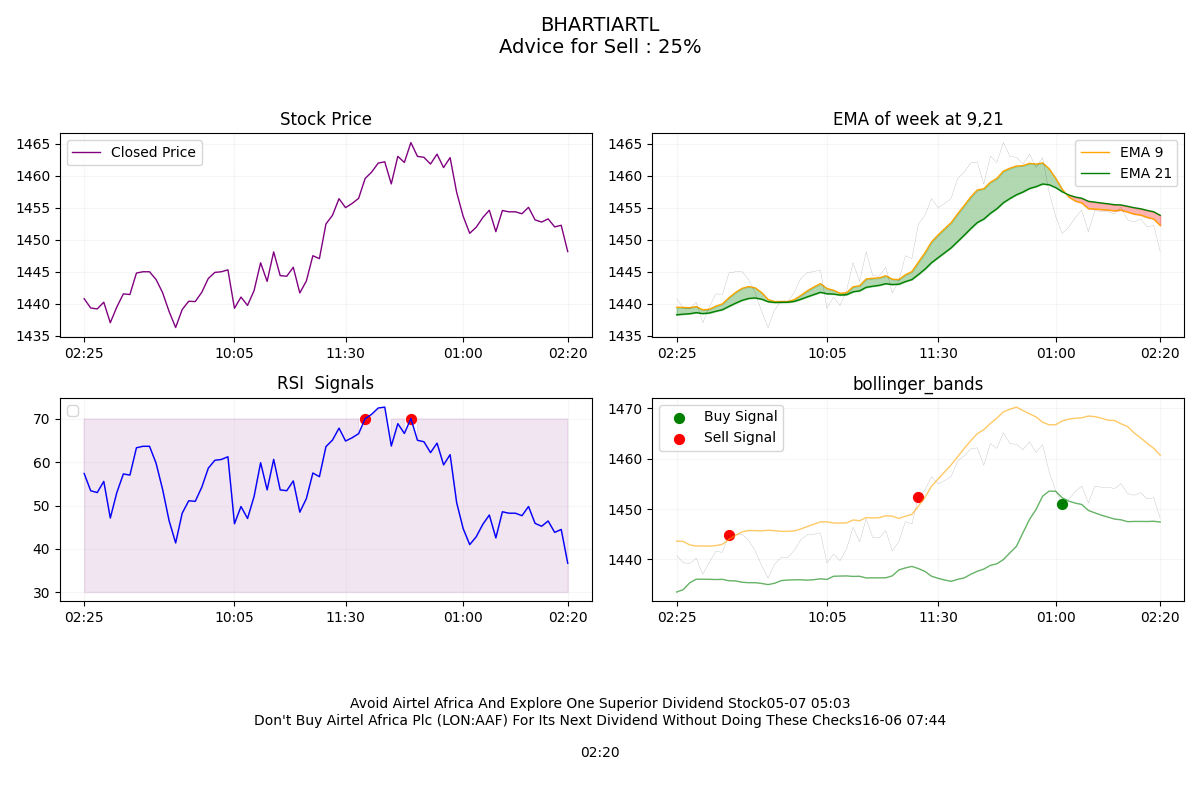 BHARTIARTL
Advice for Sell : 25%
Stock Price
1465
1460
1455
1450
1445
1440
1435
Closed Price
02:25 10:05 11:30 01:00 02:20
EMA of week at 9,21
1465
1460
1455
1450
1445
1440
1435
EMA 9
EMA 21
02:25 10:05 11:30 01:00 02:20
RSI  Signals
70
60
50
40
30
02:25 10:05 11:30 01:00 02:20
bollinger_bands
1470
1460
1450
1440
Buy Signal
Sell Signal
02:25 10:05 11:30 01:00 02:20
Avoid Airtel Africa And Explore One Superior Dividend Stock05-07 05:03
Don't Buy Airtel Africa Plc (LON:AAF) For Its Next Dividend Without Doing These Checks16-06 07:44
02:20